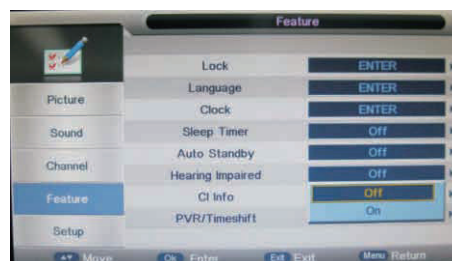 Feature
Lock ENTER
Language ENTER
Clock ENTER
Sleep Timer Off
Auto Standby Off
Hearing Impaired Off
CI Info Off
PVR/Timeshift On
Picture
Sound
Channel
Feature
Setup
Move Ok Enter Exit Exit Menu Return